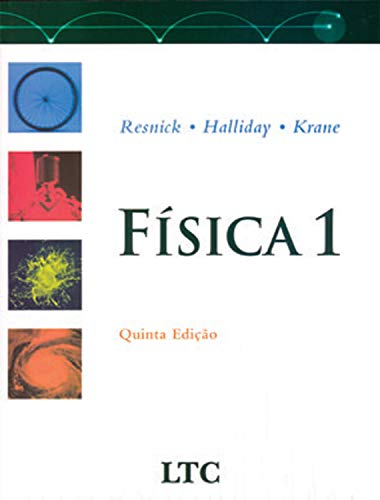 Resnick • Halliday • Krane
FÍSICA 1
Quinta Edição
LTC